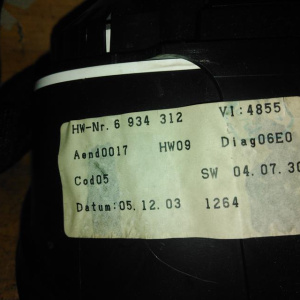 HW-Nr. 6 934 312 VI:4855
Aend0017 HW09 Diag06E0
Cod05 SW 04.07.30
Datum:05.12.03 1264